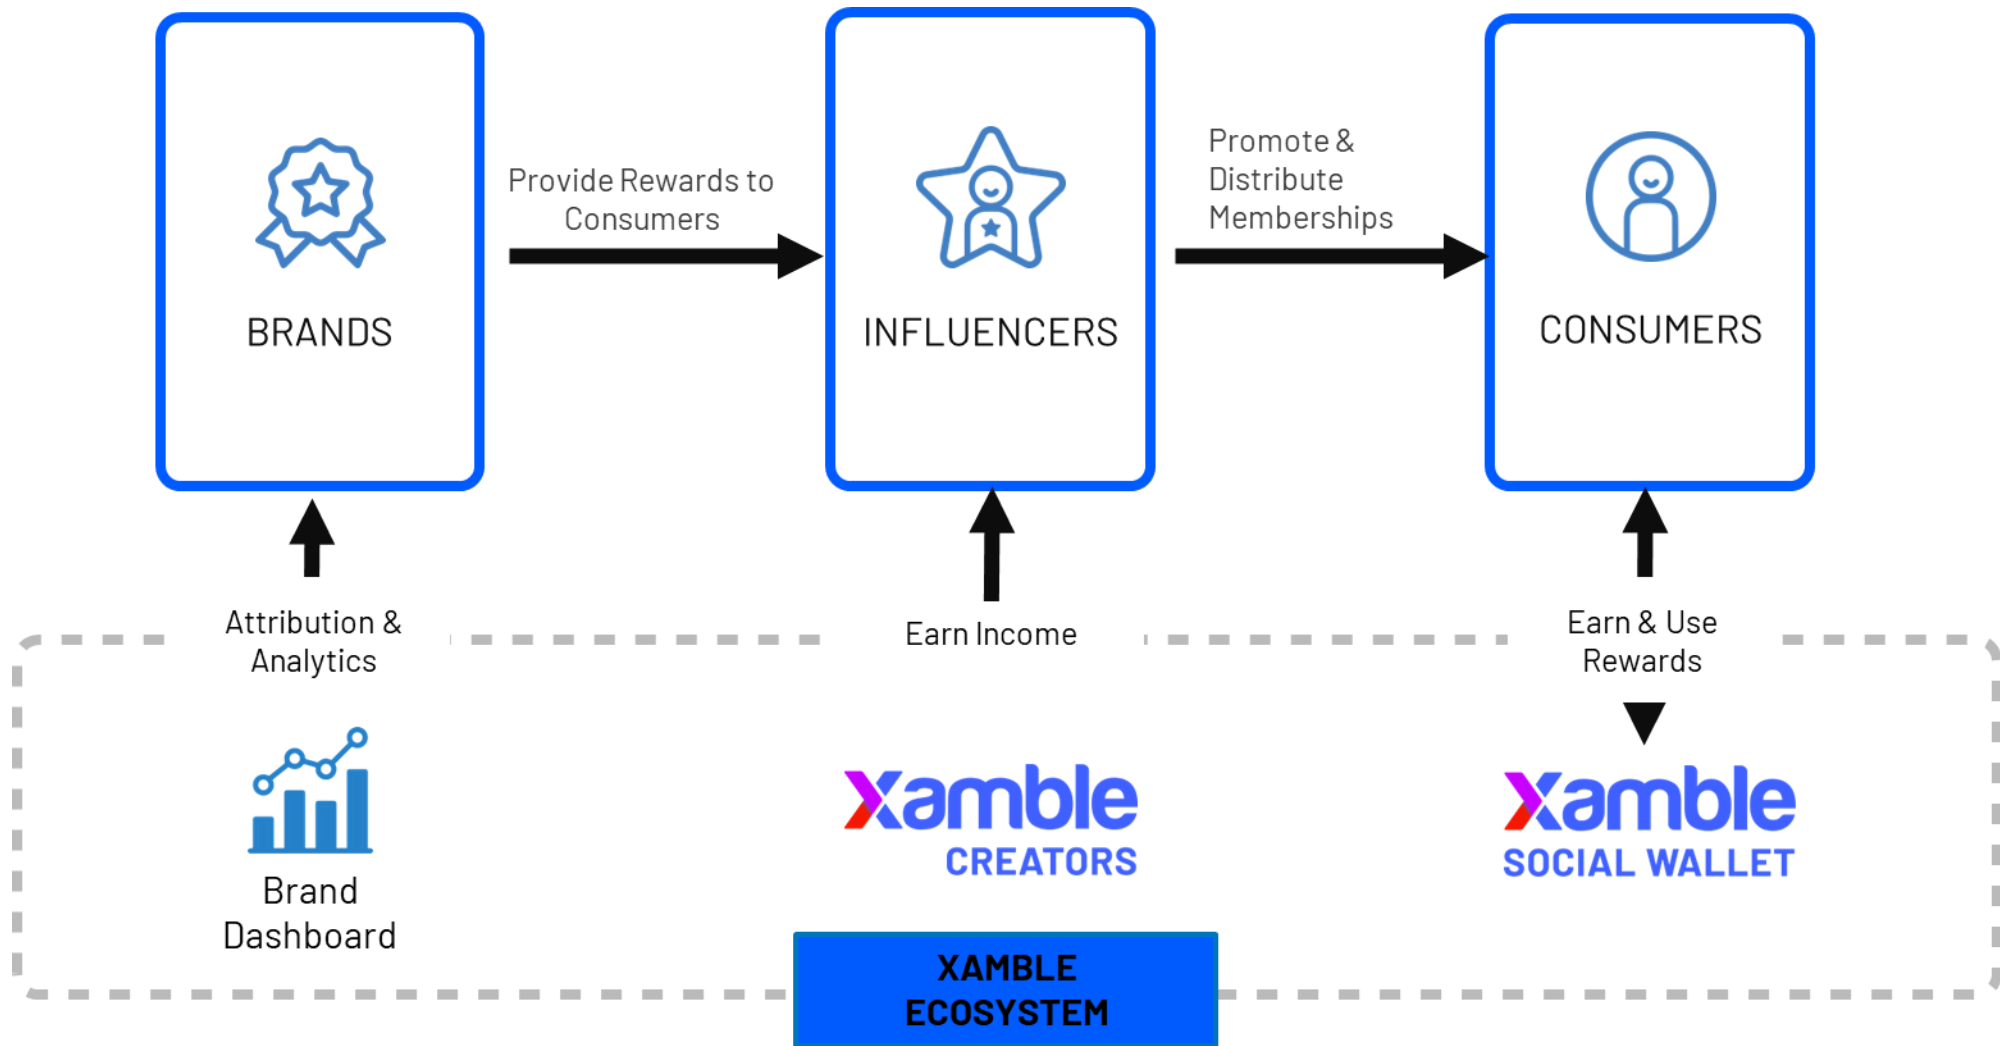 Provide Rewards to
Consumers
Promote &
Distribute
Memberships
BRANDS
INFLUENCERS
CONSUMERS
Attribution &
Analytics
Earn Income
Earn & Use
Rewards
Brand
Dashboard
xamble
CREATORS
xamble
SOCIAL WALLET
XAMBLE
ECOSYSTEM